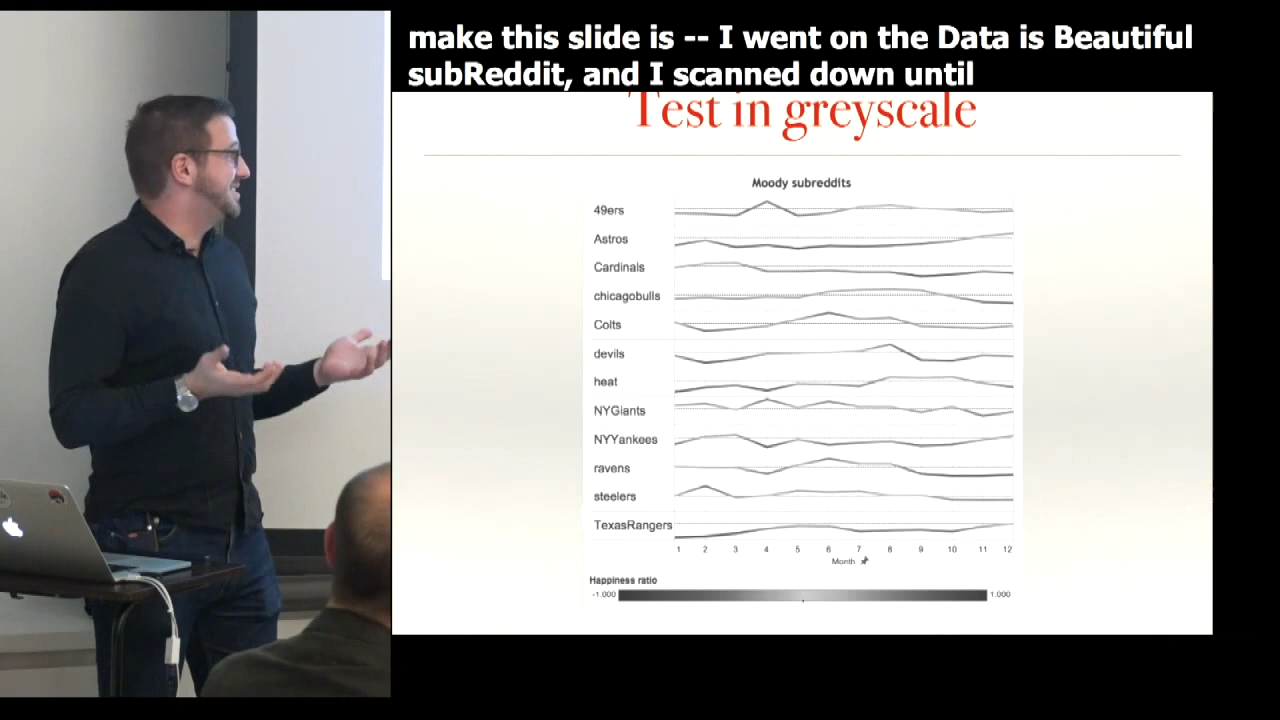 make this slide is -- I went on the Data is Beautiful
subReddit, and I scanned down until
Test in greyscale
Moody subreddits
49ers
Astros
Cardinals
chicagobulls
Colts
devils
heat
NYGiants
NYYankees
ravens
steelers
TexasRangers
1 2 3 4 5 6 7 8 9 10 11 12
Month
Happiness ratio
-1.000 1.000